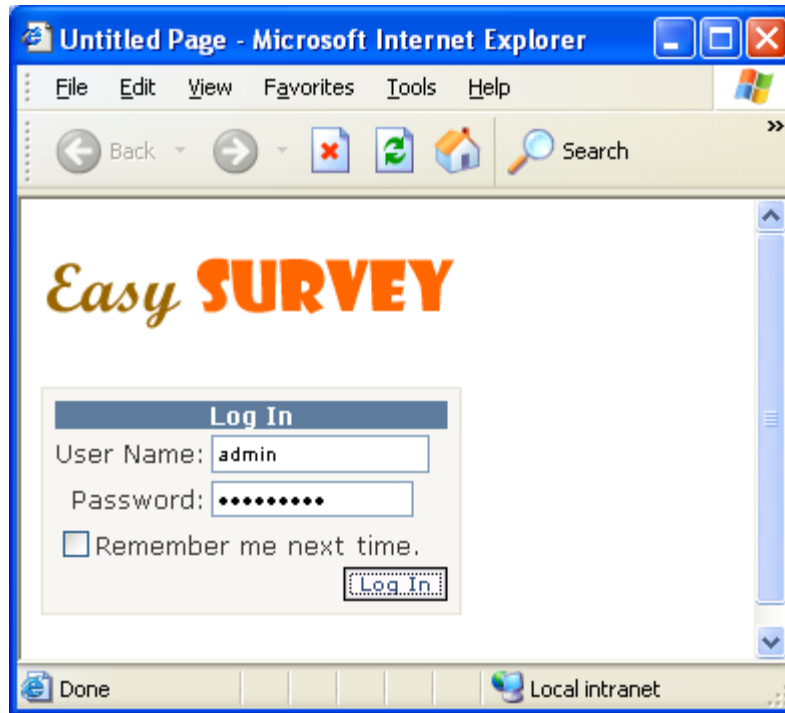 Untitled Page - Microsoft Internet Explorer
File Edit View Favorites Tools Help
Back Search »
Easy SURVEY
Log In
User Name: admin
Password: •••••••••
Remember me next time.
Log In
Done Local intranet